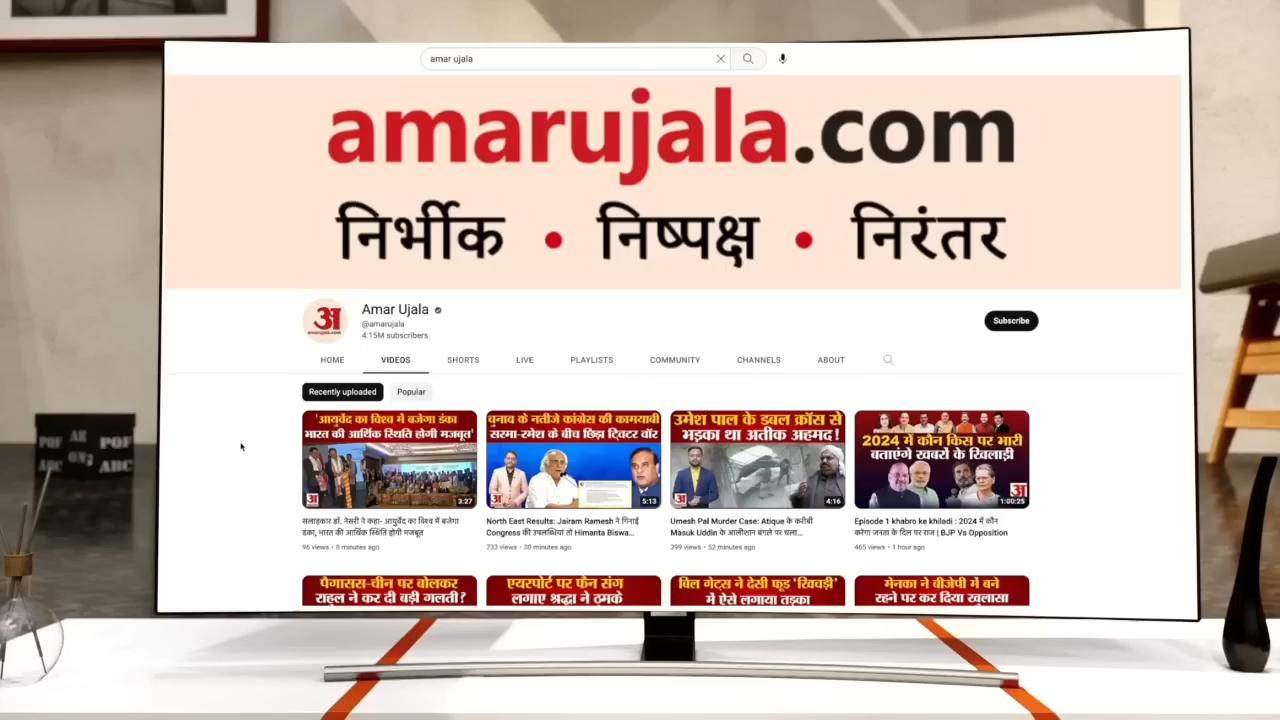 amar ujala
amarujala.com
निर्भीक • निष्पक्ष • निरंतर
अ
amarujala.com
Amar Ujala
@amarujala
4.15M subscribers
Subscribe
HOME VIDEOS SHORTS LIVE PLAYLISTS COMMUNITY CHANNELS ABOUT
Recently uploaded Popular
'आयुर्वेद का विश्व में बजेगा डंका
भारत की आर्थिक स्थिति होगी मजबूत'
अ
3:27
सलाहकार डॉ. नेसरी ने कहा- आयुर्वेद का विश्व में बजेगा
डंका, भारत की आर्थिक स्थिति होगी मजबूत
96 views • 8 minutes ago
चुनाव के नतीजे कांग्रेस की कामयाबी
सरमा-रमेश के बीच छिड़ा ट्विटर वॉर
अ
5:13
North East Results: Jairam Ramesh ने गिनाई
Congress की उपलब्धियां तो Himanta Biswa...
733 views • 30 minutes ago
उमेश पाल के डबल क्रॉस से
भड़का था अतीक अहमद!
अ
4:16
Umesh Pal Murder Case: Atique के करीबी
Masuk Uddin के आलीशान बंगले पर चला...
399 views • 52 minutes ago
2024 में कौन किस पर भारी
बताएंगे खबरों के खिलाड़ी
अ
1:00:25
Episode 1 khabro ke khiladi : 2024 में कौन
करेगा जनता के दिल पर राज | BJP Vs Opposition
465 views • 1 hour ago
पैगासस-चीन पर बोलकर
राहुल ने कर दी बड़ी गलती?
एयरपोर्ट पर फैन संग
लगाए श्रद्धा ने ठुमके
बिल गेट्स ने देसी फूड 'खिचड़ी'
में ऐसे लगाया तड़का
मेनका ने बीजेपी में बने
रहने पर कर दिया खुलासा
PQF
ABC
PQF
ABC